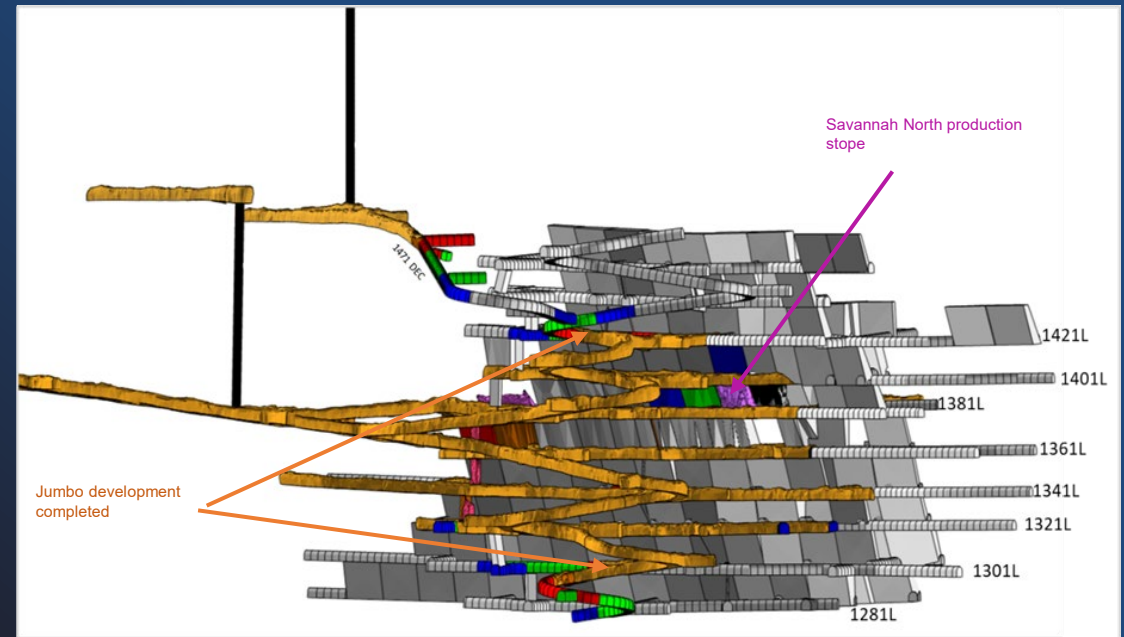 Savannah North production
stope
1471 DEC
1421L
1401L
1381L
1361L
1341L
Jumbo development
completed
1321L
1301L
1281L